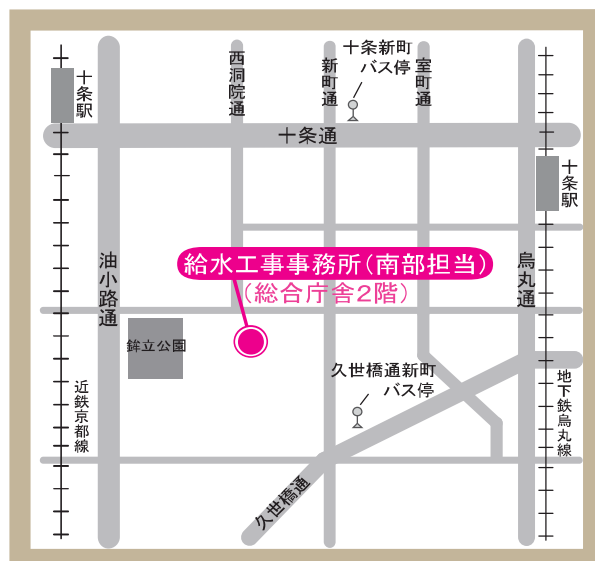 十条新町
バス停
西洞院通
新町通
室町通
十条駅
十条通
十条駅
給水工事事務所(南部担当)
(総合庁舎2階)
油小路通
烏丸通
鉾立公園
久世橋通新町
バス停
近鉄京都線
地下鉄烏丸線
久世橋通